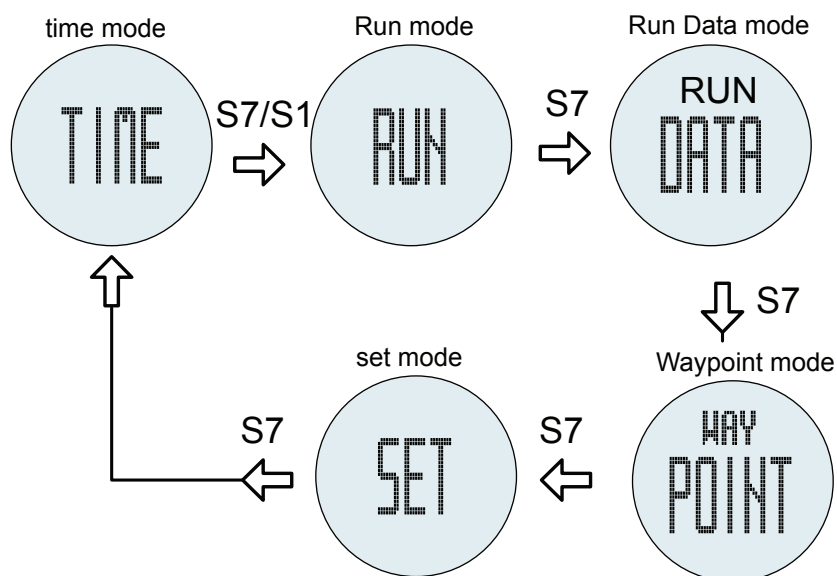 time mode
TIME
S7/S1
Run mode
RUN
S7
Run Data mode
RUN
DATA
S7
Waypoint mode
WAY
POINT
S7
set mode
SET
S7